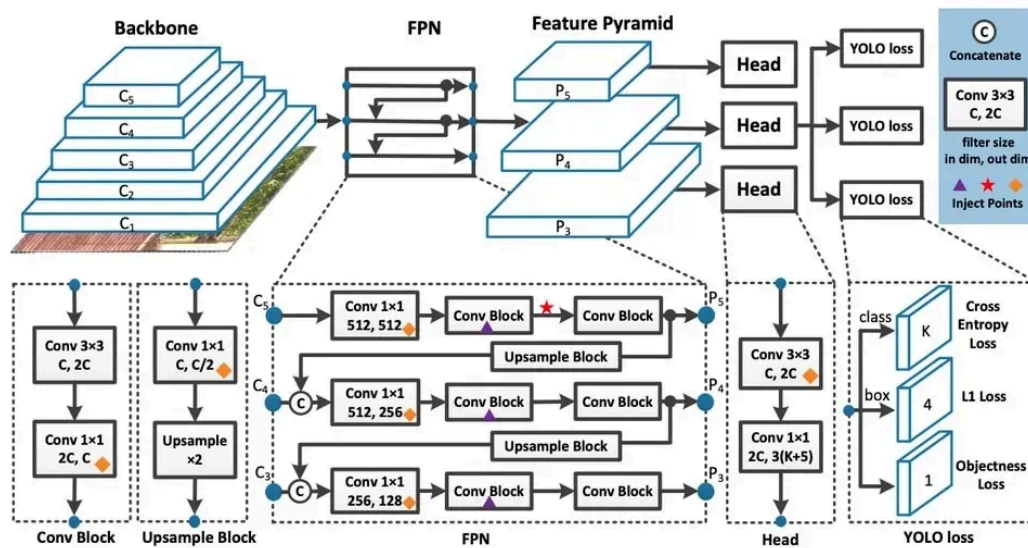 Backbone
FPN
Feature Pyramid
C5
C4
C3
C2
C1
P5
P4
P3
Head
Head
Head
YOLO loss
YOLO loss
YOLO loss
C
Concatenate
Conv 3×3
C, 2C
filter size
in dim, out dim
Inject Points
Conv 3×3
C, 2C
Conv 1×1
2C, C
Conv Block
Conv 1×1
C, C/2
Upsample
×2
Upsample Block
C5
Conv 1×1
512, 512
Conv Block
Conv Block
P5
Upsample Block
C4
C
Conv 1×1
512, 256
Conv Block
Conv Block
P4
Upsample Block
C3
C
Conv 1×1
256, 128
Conv Block
Conv Block
P3
FPN
Conv 3×3
C, 2C
Conv 1×1
2C, 3(K+5)
Head
class
K
Cross
Entropy
Loss
box
4
L1 Loss
1
Objectness
Loss
YOLO loss